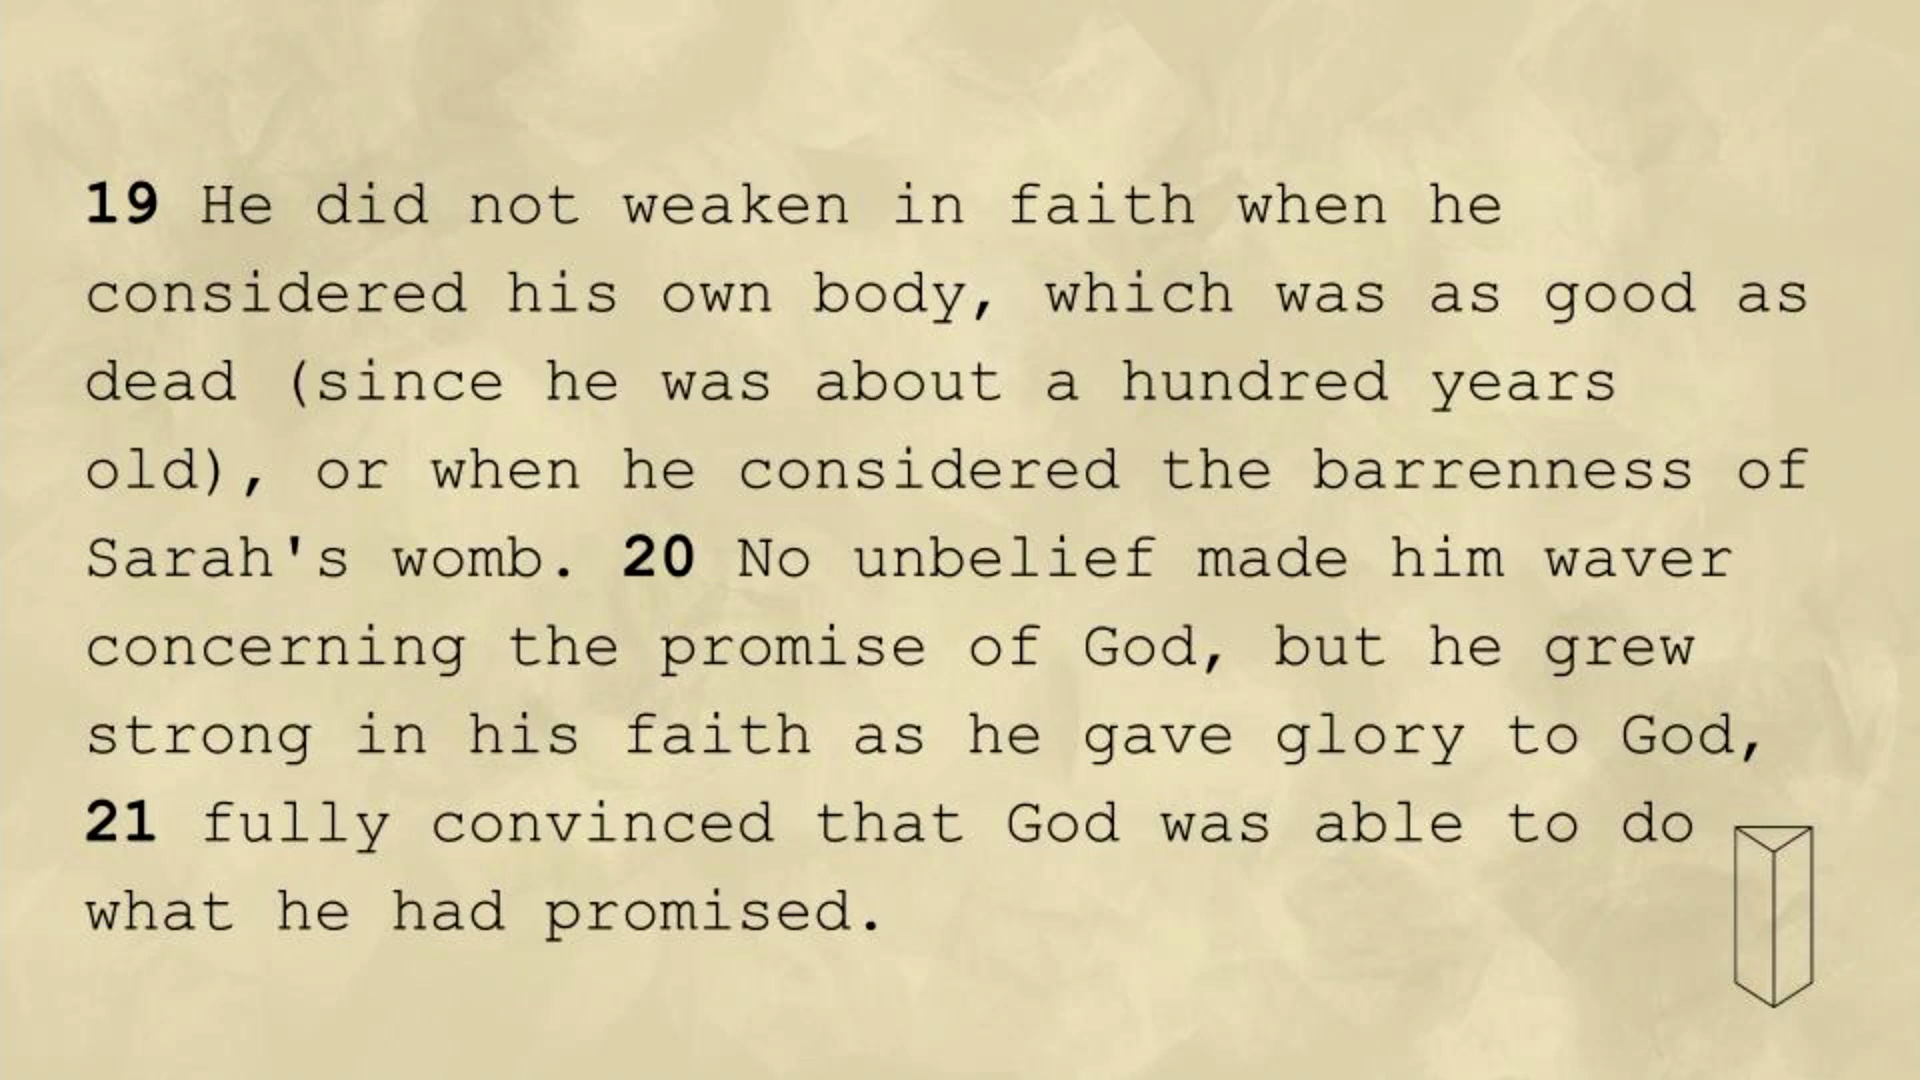 19 He did not weaken in faith when he
considered his own body, which was as good as
dead (since he was about a hundred years
old), or when he considered the barrenness of
Sarah's womb. 20 No unbelief made him waver
concerning the promise of God, but he grew
strong in his faith as he gave glory to God,
21 fully convinced that God was able to do
what he had promised.